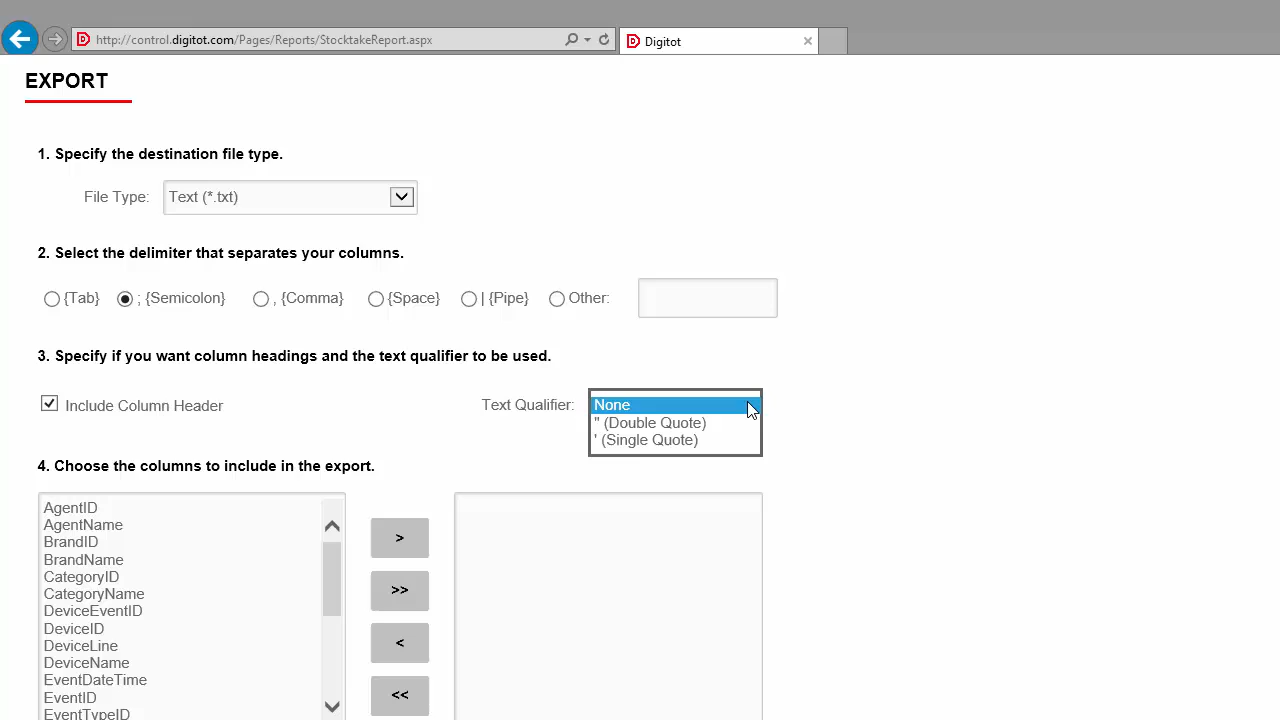 http://control.digitot.com/Pages/Reports/StocktakeReport.aspx
Digitot
EXPORT
1. Specify the destination file type.
File Type: Text (*.txt)
2. Select the delimiter that separates your columns.
{Tab} ; {Semicolon} , {Comma} {Space} | {Pipe} Other:
3. Specify if you want column headings and the text qualifier to be used.
Include Column Header Text Qualifier: None
" (Double Quote)
' (Single Quote)
4. Choose the columns to include in the export.
AgentID
AgentName
BrandID
BrandName
CategoryID
CategoryName
DeviceEventID
DeviceID
DeviceLine
DeviceName
EventDateTime
EventID
EventTypeID
>
>>
<
<<